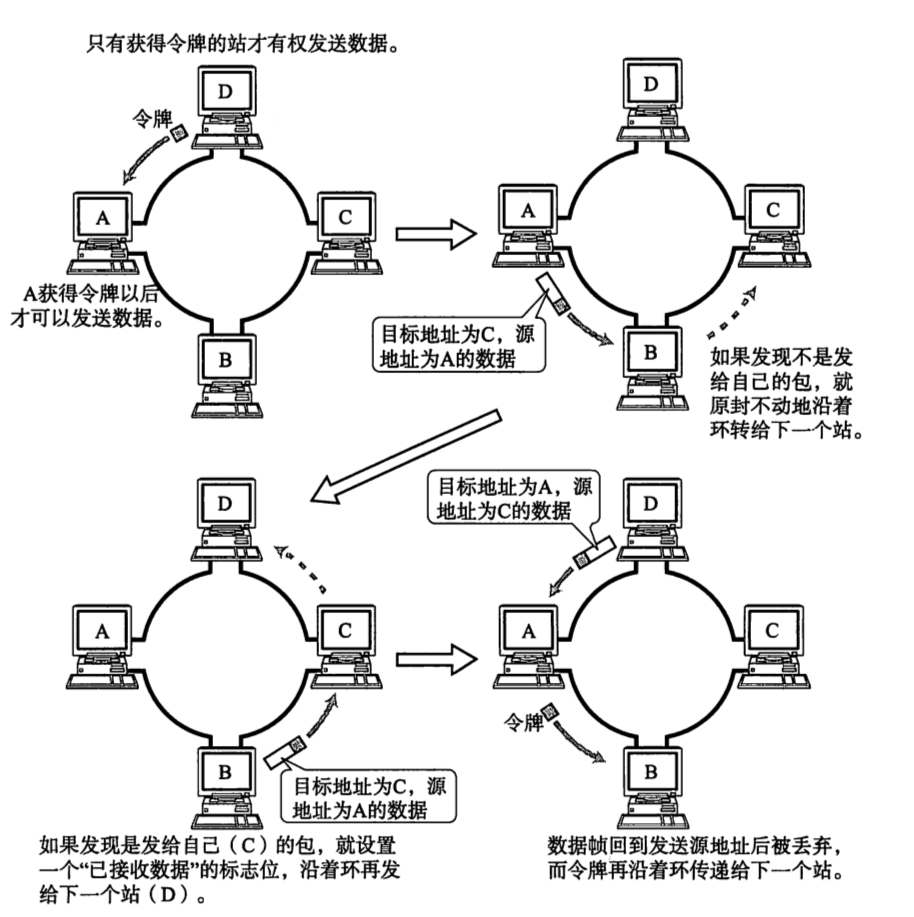 只有获得令牌的站才有权发送数据。
D
令牌
A
C
A获得令牌以后
才可以发送数据。
B
D
A
C
目标地址为C，源
地址为A的数据
B
如果发现不是发
给自己的包，就
原封不动地沿着
环转给下一个站。
D
A
C
B
目标地址为C，源
地址为A的数据
如果发现是发给自己（C）的包，就设置
一个“已接收数据”的标志位，沿着环再发
给下一个站（D）。
目标地址为A，源
地址为C的数据
D
A
C
令牌
B
数据帧回到发送源地址后被丢弃，
而令牌再沿着环传递给下一个站。